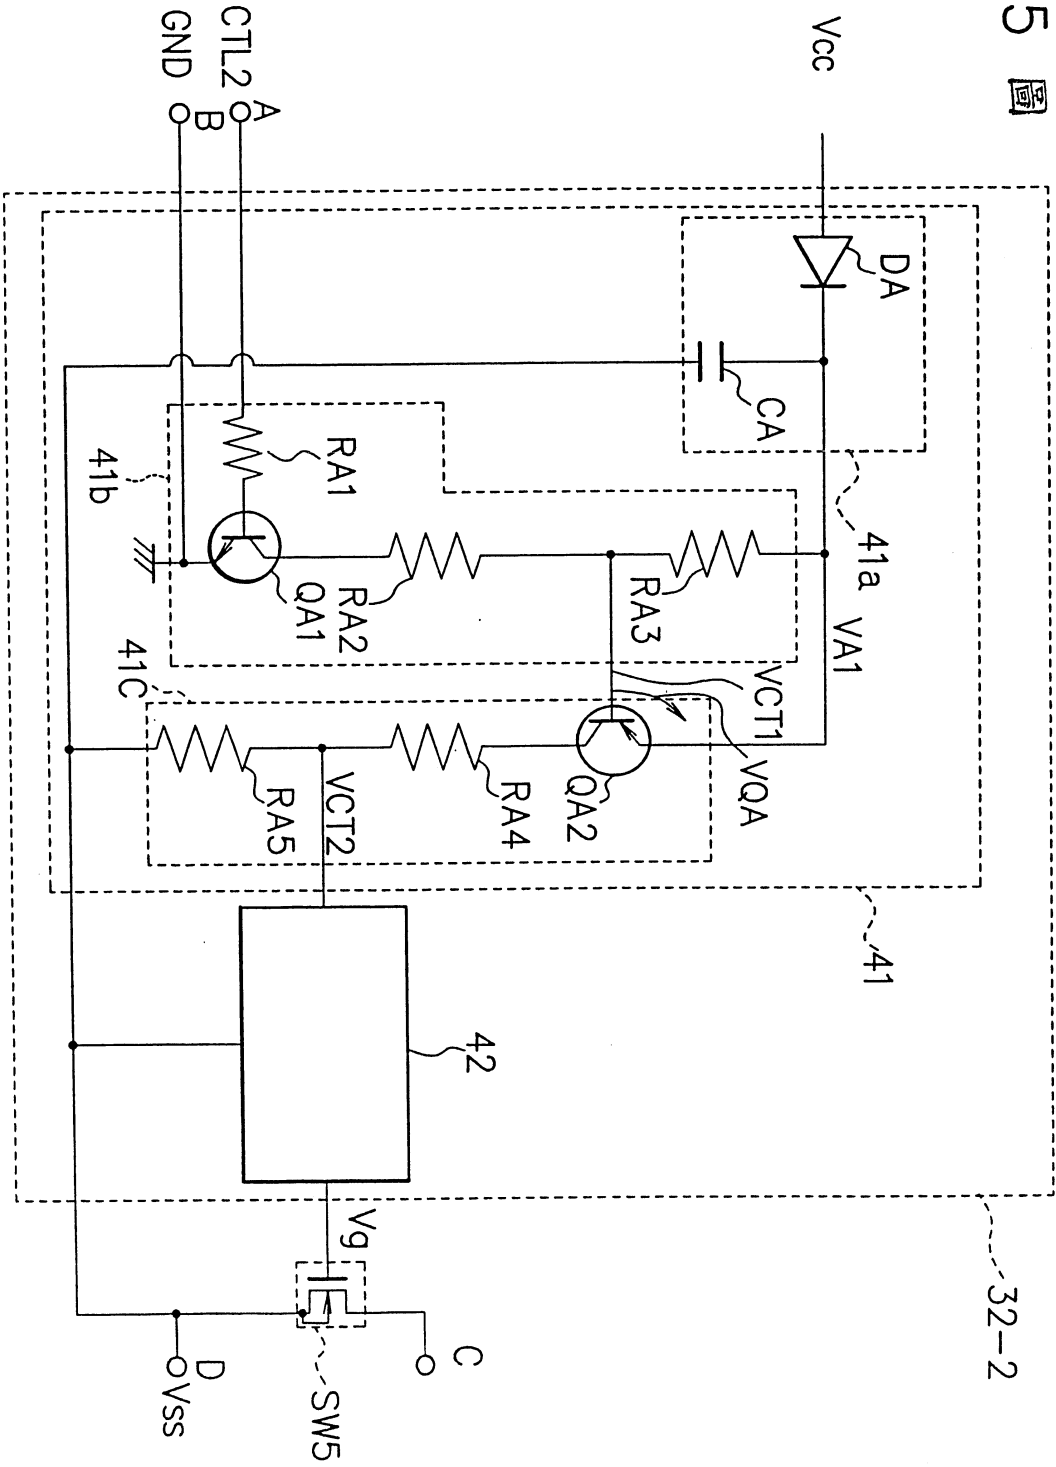 5 圖
Vcc
DA
CA
41a
CTL2
A
GND
B
RA1
41b
QA1
RA2
RA3
VA1
VCT1
VQA
QA2
41C
RA4
RA5
VCT2
41
42
32-2
Vg
SW5
C
D
Vss